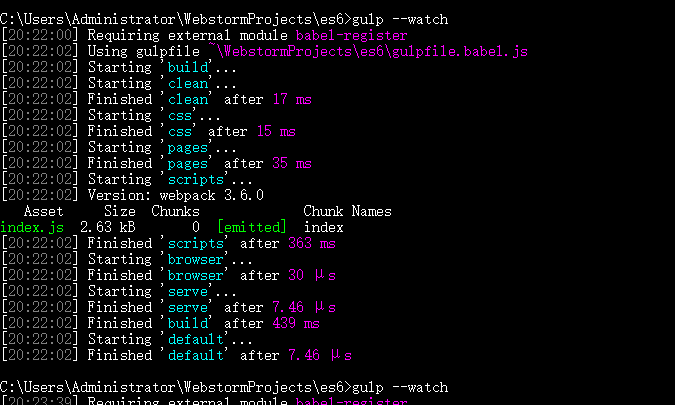 C:\Users\Administrator\WebstormProjects\es6>gulp --watch
[20:22:00] Requiring external module babel-register
[20:22:02] Using gulpfile ~\WebstormProjects\es6\gulpfile.babel.js
[20:22:02] Starting 'build'...
[20:22:02] Starting 'clean'...
[20:22:02] Finished 'clean' after 17 ms
[20:22:02] Starting 'css'...
[20:22:02] Finished 'css' after 15 ms
[20:22:02] Starting 'pages'...
[20:22:02] Finished 'pages' after 35 ms
[20:22:02] Starting 'scripts'...
[20:22:02] Version: webpack 3.6.0
Asset Size Chunks Chunk Names
index.js 2.63 kB 0 [emitted] index
[20:22:02] Finished 'scripts' after 363 ms
[20:22:02] Starting 'browser'...
[20:22:02] Finished 'browser' after 30 μs
[20:22:02] Starting 'serve'...
[20:22:02] Finished 'serve' after 7.46 μs
[20:22:02] Finished 'build' after 439 ms
[20:22:02] Starting 'default'...
[20:22:02] Finished 'default' after 7.46 μs
C:\Users\Administrator\WebstormProjects\es6>gulp --watch
[20:23:39] Requiring external module babel-register